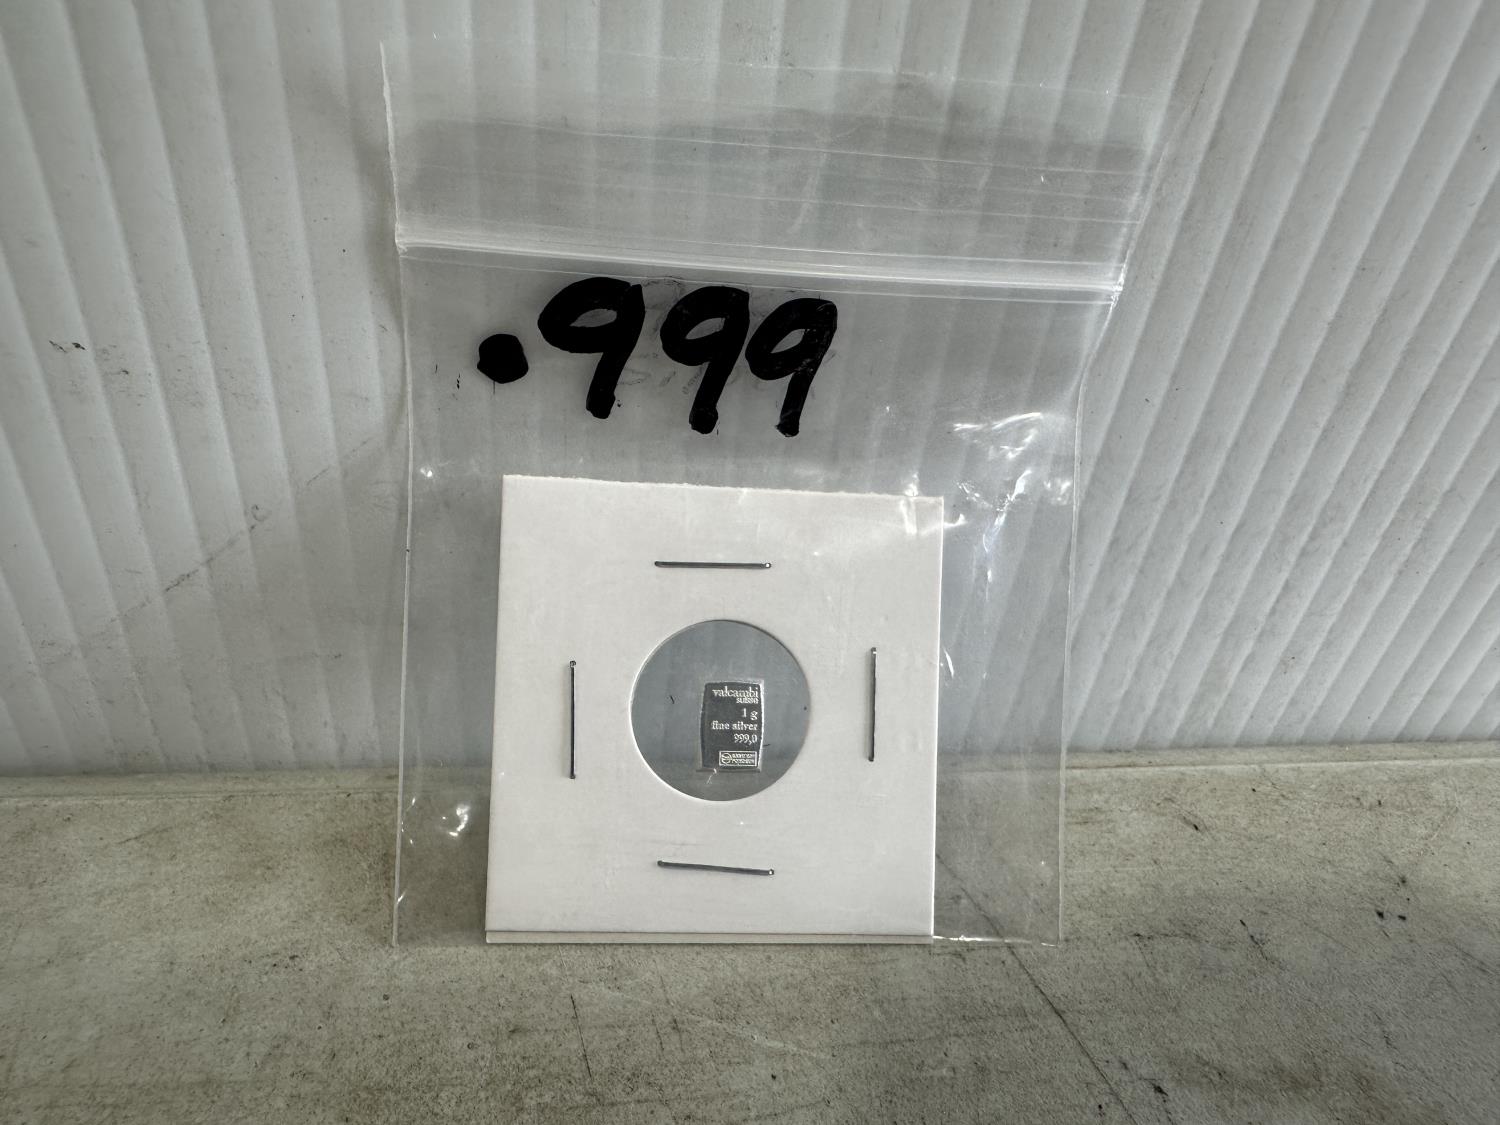 .999
valcambi
suisse
1 g
fine silver
999,0